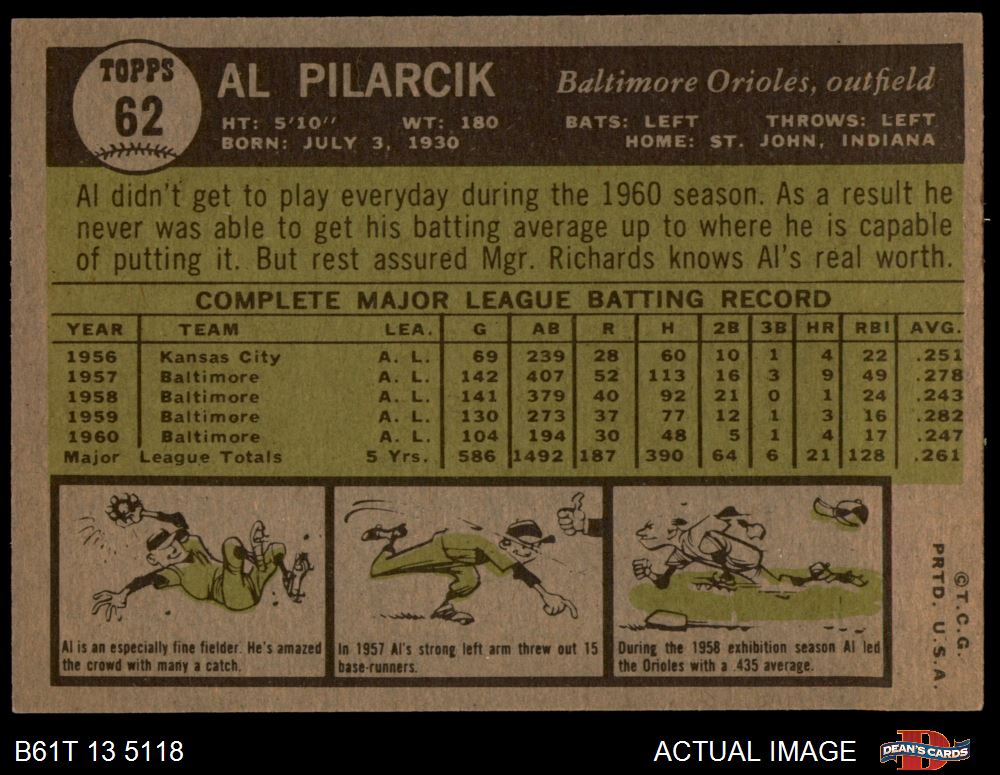 TOPPS
62
AL PILARCIK
Baltimore Orioles, outfield
HT: 5'10" WT: 180 BATS: LEFT THROWS: LEFT
BORN: JULY 3, 1930 HOME: ST. JOHN, INDIANA
Al didn't get to play everyday during the 1960 season. As a result he
never was able to get his batting average up to where he is capable
of putting it. But rest assured Mgr. Richards knows Al's real worth.
COMPLETE MAJOR LEAGUE BATTING RECORD
YEAR TEAM LEA. G AB R H 2B 3B HR RBI AVG.
1956 Kansas City A. L. 69 239 28 60 10 1 4 22 .251
1957 Baltimore A. L. 142 407 52 113 16 3 9 49 .278
1958 Baltimore A. L. 141 379 40 92 21 0 1 24 .243
1959 Baltimore A. L. 130 273 37 77 12 1 3 16 .282
1960 Baltimore A. L. 104 194 30 48 5 1 4 17 .247
Major League Totals 5 Yrs. 586 1492 187 390 64 6 21 128 .261
Al is an especially fine fielder. He's amazed
the crowd with many a catch.
In 1957 Al's strong left arm threw out 15
base-runners.
During the 1958 exhibition season Al led
the Orioles with a .435 average.
©T.C.G.
PRTD. U.S.A.
B61T 13 5118
ACTUAL IMAGE
DEAN'S CARDS